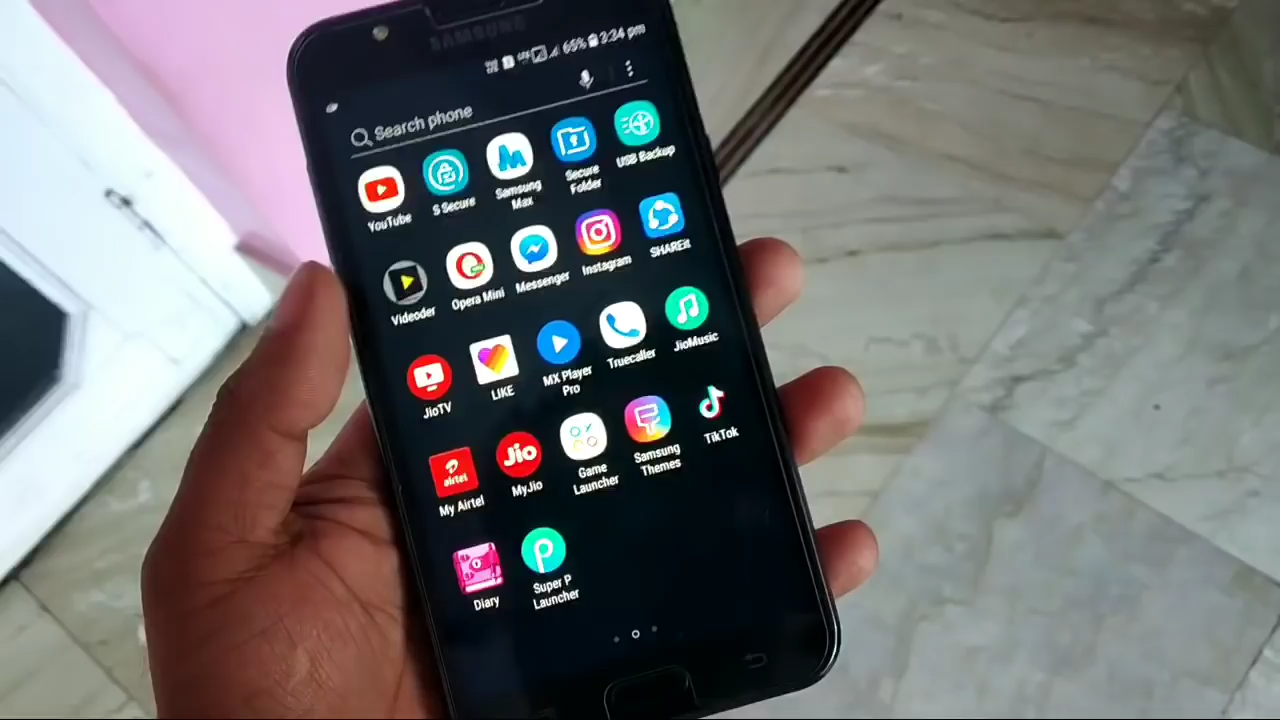 SAMSUNG
65% 3:34 pm
Search phone
YouTube
S Secure
Samsung
Max
Secure
Folder
USB Backup
Videoder
Opera Mini
Messenger
Instagram
SHAREit
JioTV
LIKE
MX Player
Pro
Truecaller
JioMusic
airtel
My Airtel
Jio
MyJio
Game
Launcher
Samsung
Themes
TikTok
Diary
Super P
Launcher